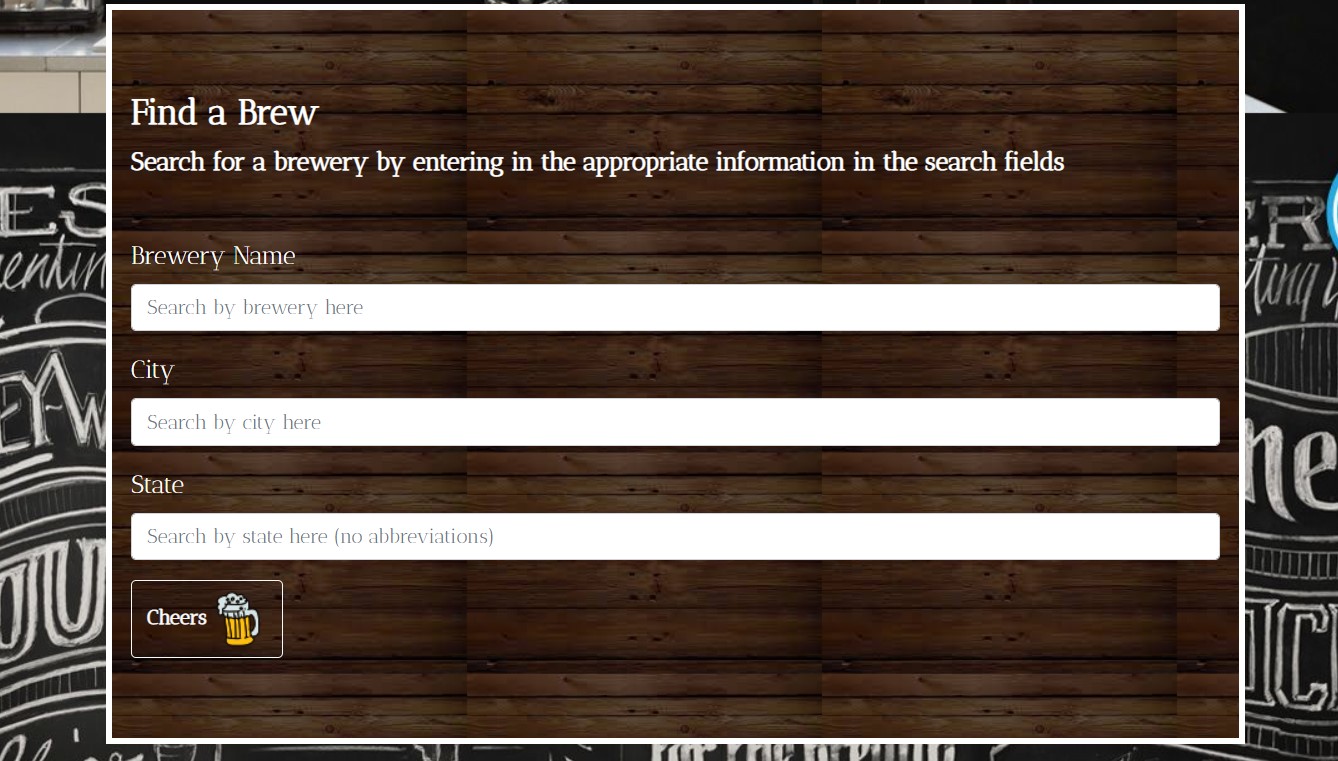 Find a Brew
Search for a brewery by entering in the appropriate information in the search fields
Brewery Name
Search by brewery here
City
Search by city here
State
Search by state here (no abbreviations)
Cheers